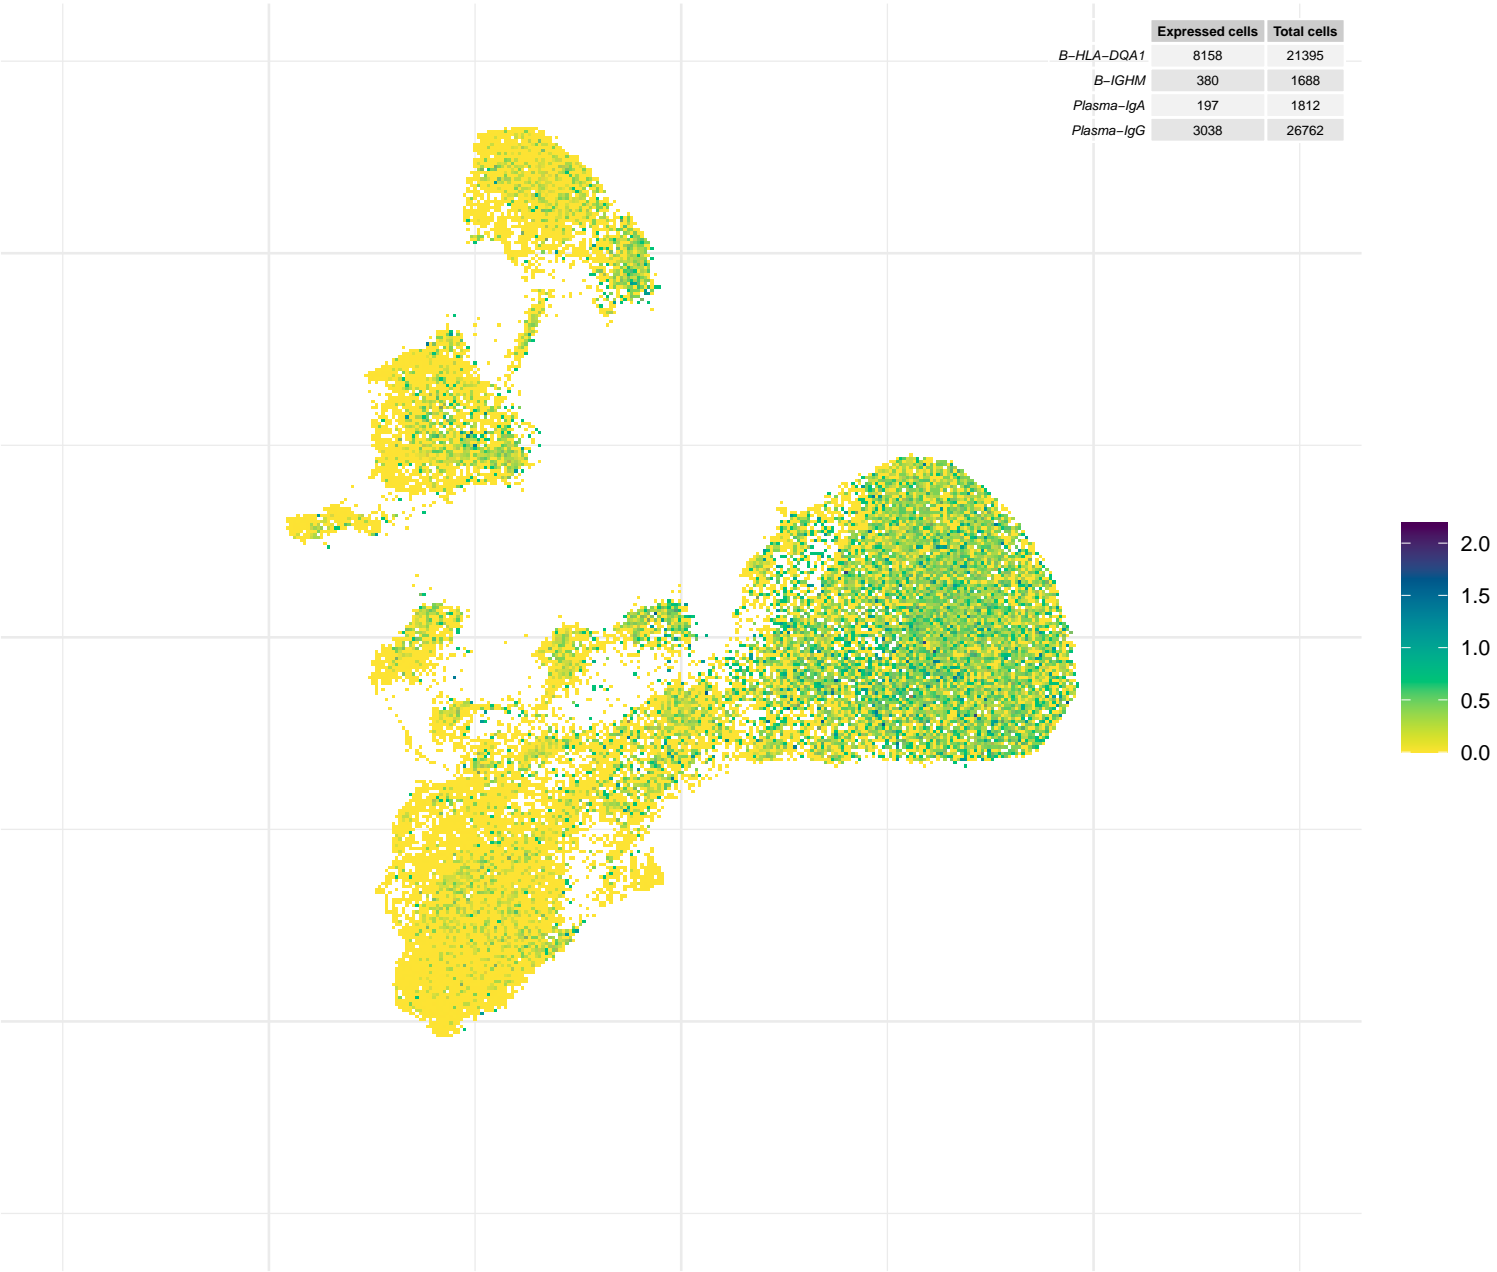 Expressed cells Total cells
B−HLA−DQA1 8158 21395
B−IGHM 380 1688
Plasma−IgA 197 1812
Plasma−IgG 3038 26762
2.0
1.5
1.0
0.5
0.0